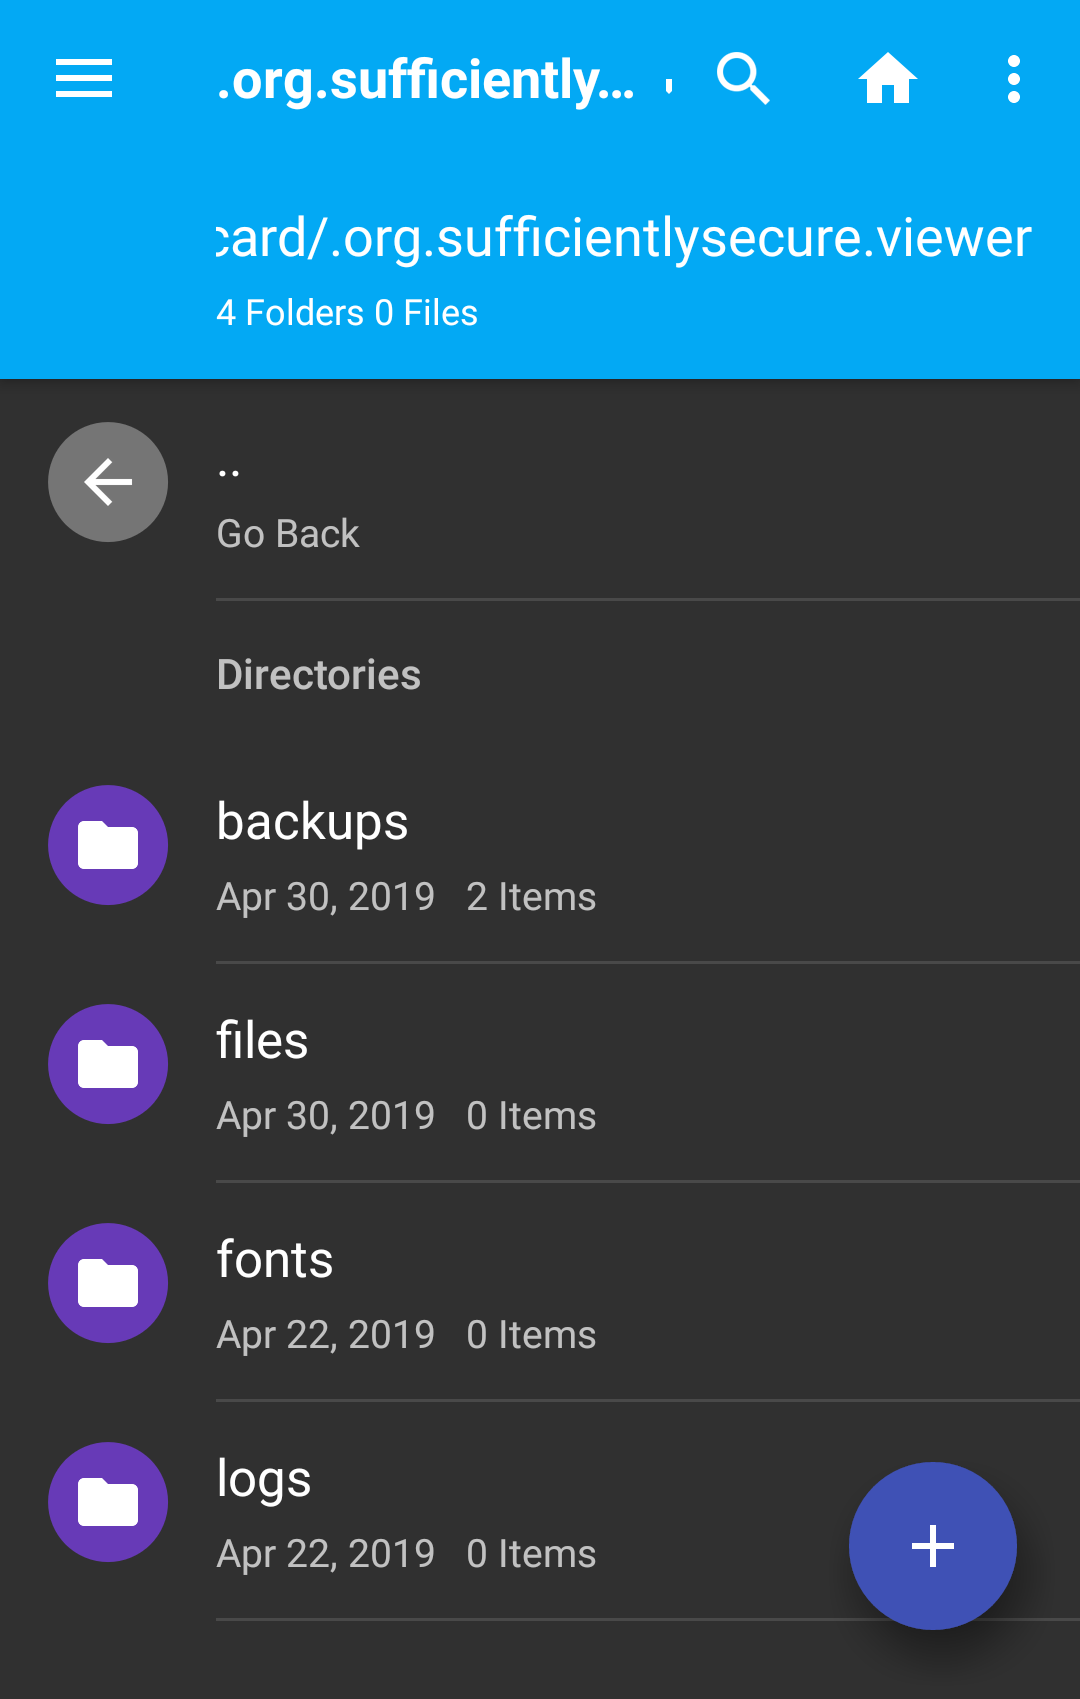 .org.sufficiently...
card/.org.sufficientlysecure.viewer
4 Folders 0 Files
..
Go Back
Directories
backups
Apr 30, 2019 2 Items
files
Apr 30, 2019 0 Items
fonts
Apr 22, 2019 0 Items
logs
Apr 22, 2019 0 Items